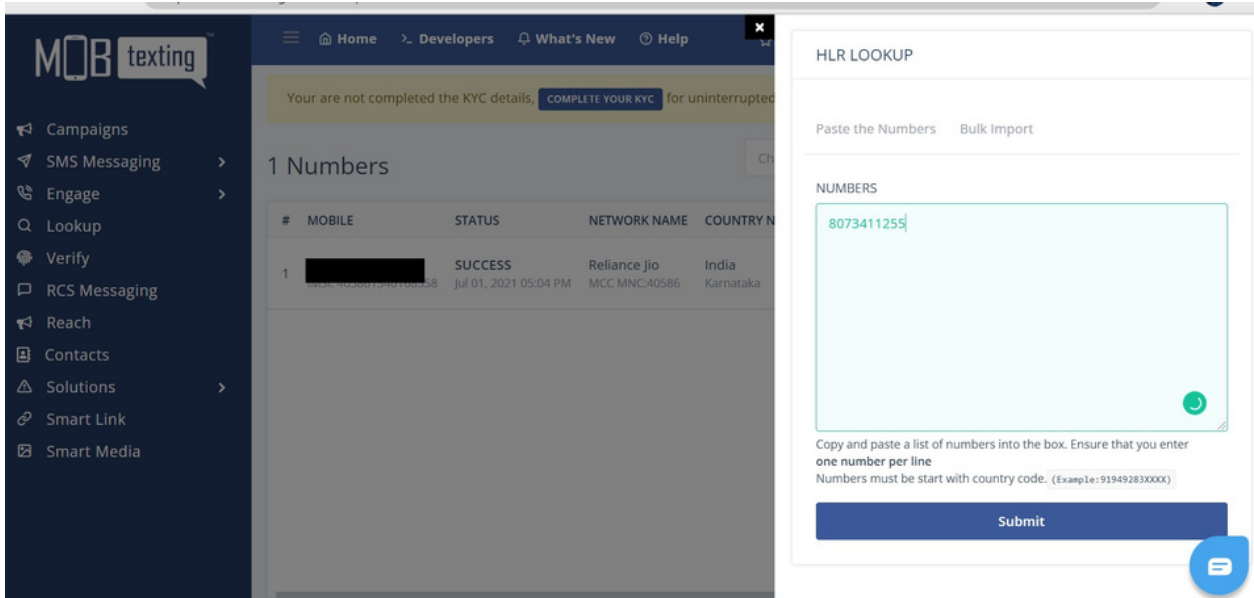 MOB texting
Home
Developers
What's New
Help
Your are not completed the KYC details, COMPLETE YOUR KYC for uninterrupted
Campaigns
SMS Messaging
Engage
Lookup
Verify
RCS Messaging
Reach
Contacts
Solutions
Smart Link
Smart Media
1 Numbers
Ch
# MOBILE STATUS NETWORK NAME COUNTRY N
1 SUCCESS Reliance Jio India
Jul 01, 2021 05:04 PM MCC MNC:40586 Karnataka
HLR LOOKUP
Paste the Numbers Bulk Import
NUMBERS
8073411255
Copy and paste a list of numbers into the box. Ensure that you enter
one number per line
Numbers must be start with country code. (Example:91949283XXXX)
Submit